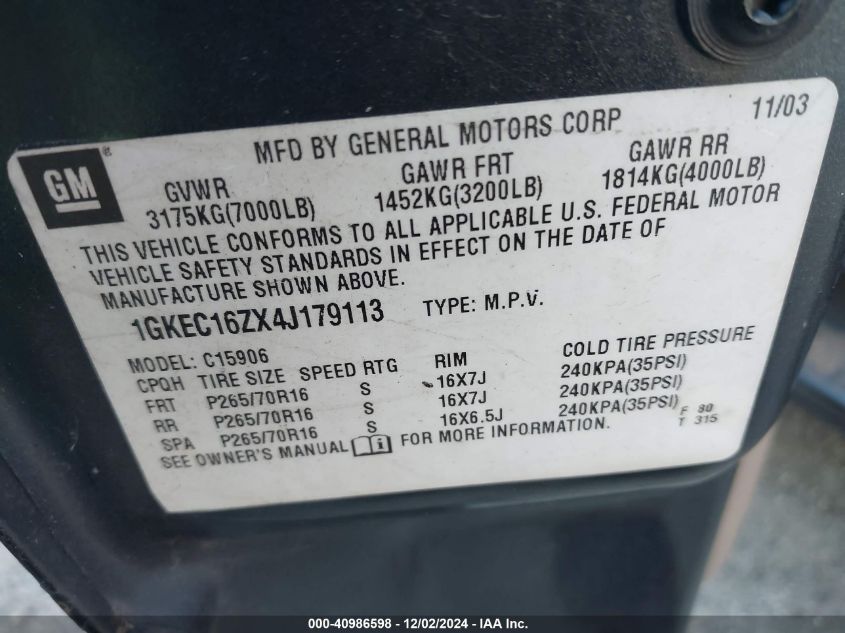 11/03
MFD BY GENERAL MOTORS CORP
GM®
GVWR GAWR FRT GAWR RR
3175KG(7000LB) 1452KG(3200LB) 1814KG(4000LB)
THIS VEHICLE CONFORMS TO ALL APPLICABLE U.S. FEDERAL MOTOR
VEHICLE SAFETY STANDARDS IN EFFECT ON THE DATE OF
MANUFACTURE SHOWN ABOVE.
1GKEC16ZX4J179113 TYPE: M.P.V.
MODEL: C15906
CPQH TIRE SIZE SPEED RTG RIM COLD TIRE PRESSURE
FRT P265/70R16 S 16X7J 240KPA(35PSI)
RR P265/70R16 S 16X7J 240KPA(35PSI)
SPA P265/70R16 S 16X6.5J 240KPA(35PSI)
SEE OWNER'S MANUAL i FOR MORE INFORMATION.
F 80
T 315
000-40986598 - 12/02/2024 - IAA Inc.